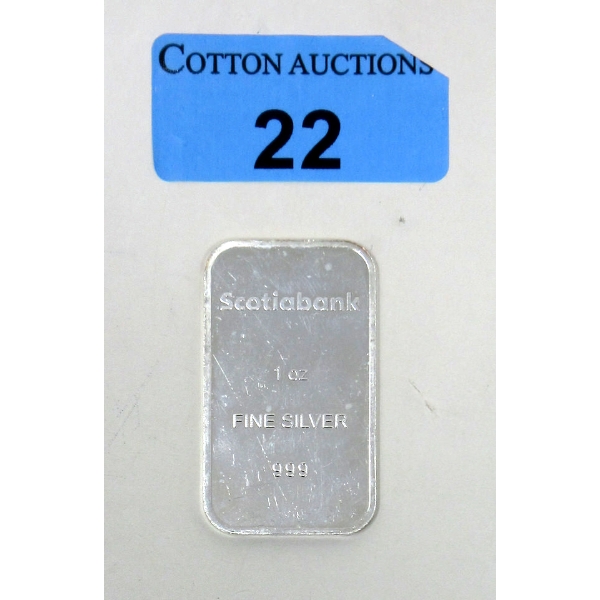 COTTON AUCTIONS
22
Scotiabank
1 oz
FINE SILVER
999